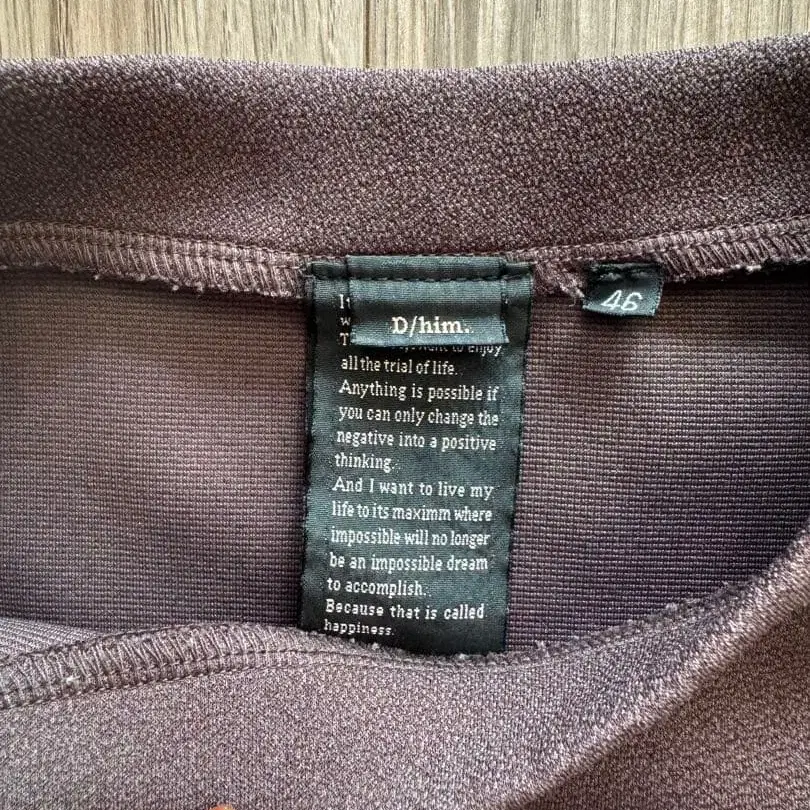 D/him.
46
to enjoy
all the trial of life.
Anything is possible if
you can only change the
negative into a positive
thinking.
And I want to live my
life to its maximm where
impossible will no longer
be an impossible dream
to accomplish.
Because that is called
happiness.